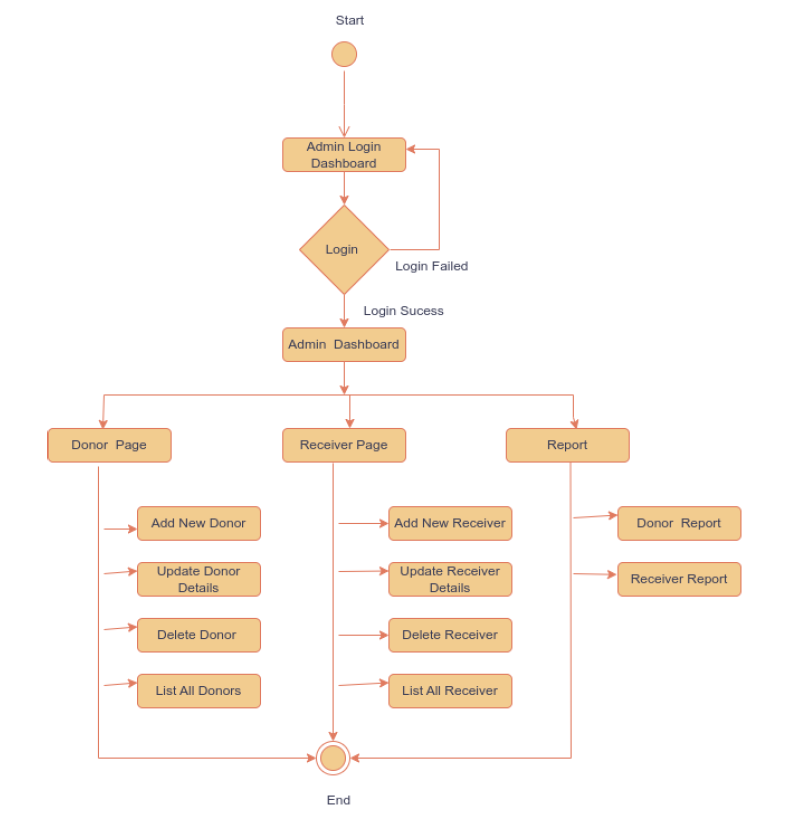 Start
Admin Login
Dashboard
Login
Login Failed
Login Sucess
Admin Dashboard
Donor Page
Receiver Page
Report
Add New Donor
Add New Receiver
Donor Report
Update Donor
Details
Update Receiver
Details
Receiver Report
Delete Donor
Delete Receiver
List All Donors
List All Receiver
End